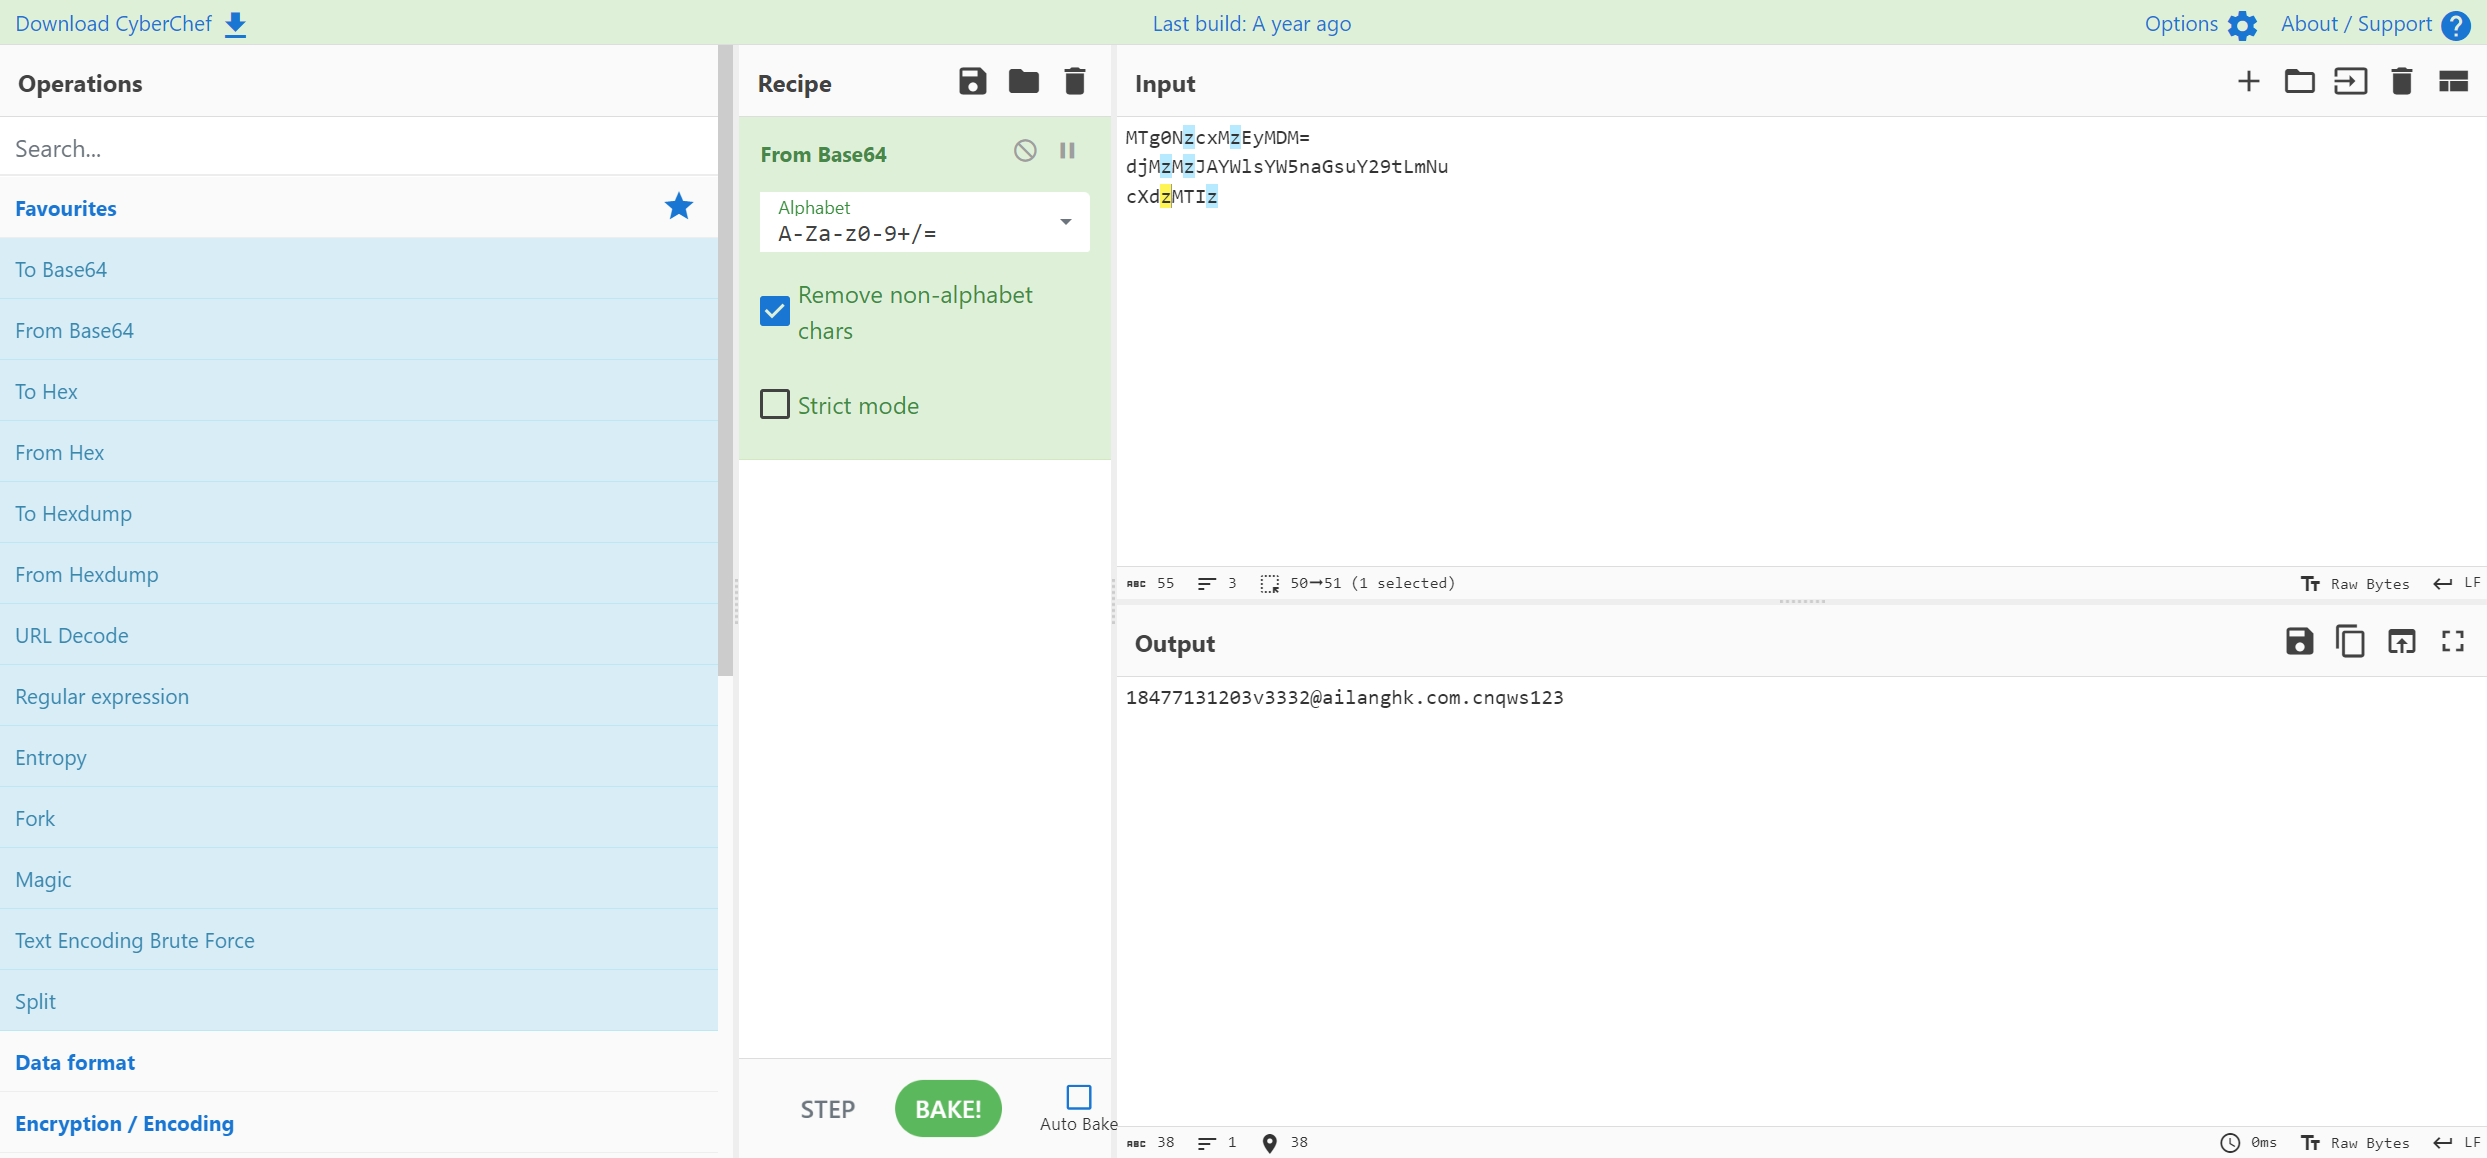 Download CyberChef
Last build: A year ago
Options
About / Support
Operations
Search...
Favourites
To Base64
From Base64
To Hex
From Hex
To Hexdump
From Hexdump
URL Decode
Regular expression
Entropy
Fork
Magic
Text Encoding Brute Force
Split
Data format
Encryption / Encoding
Recipe
From Base64
Alphabet
A-Za-z0-9+/=
Remove non-alphabet
chars
Strict mode
STEP
BAKE!
Auto Bake
Input
MTg0NzcxMzEyMDM=
djMzMzJAYWlsYW5naGsuY29tLmNu
cXdzMTIz
ABC 55
3
50→51 (1 selected)
Raw Bytes
LF
Output
18477131203v3332@ailanghk.com.cnqws123
ABC 38
1
38
0ms
Raw Bytes
LF